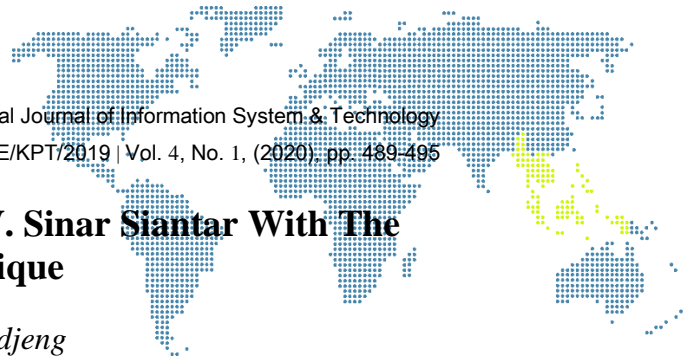 al Journal of Information System & Technology
E/KPT/2019 | Vol. 4, No. 1, (2020), pp. 489-495
. Sinar Siantar With The
ique
djeng